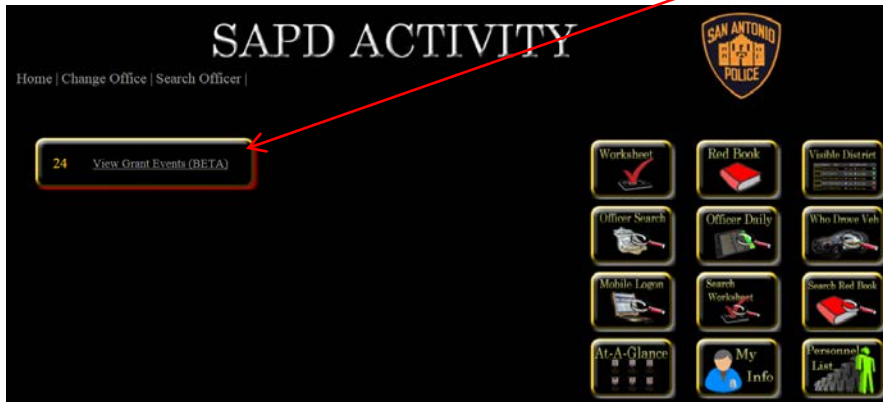 SAPD ACTIVITY
SAN ANTONIO
POLICE
Home | Change Office | Search Officer |
24 View Grant Events (BETA)
Worksheet
Red Book
Visible District
Officer Search
Officer Daily
Who Drove Veh
Mobile Logon
Search
Worksheet
Search Red Book
At-A-Glance
My
Info
Personnel
List